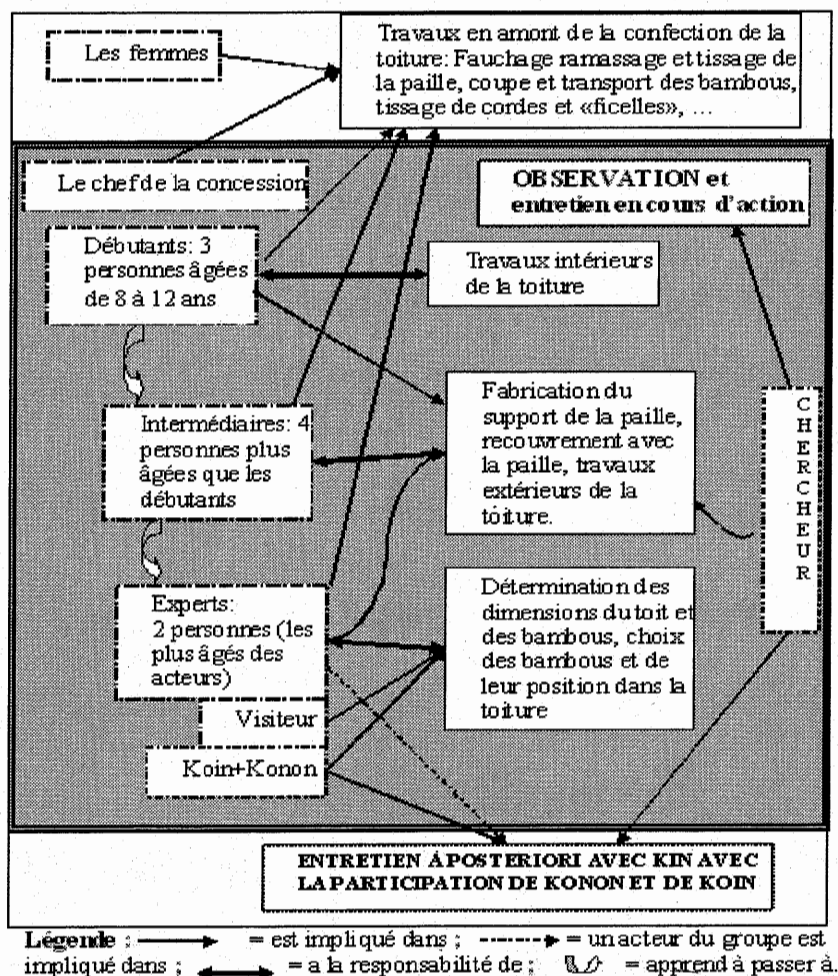 Les femmes
Travaux en amont de la confection de la
toiture: Fauchage ramassage et tissage de
la paille, coupe et transport des bambous,
tissage de cordes et «ficelles», ...
Le chef de la concession
OBSERVATION et
entretien en cours d'action
Débutants: 3
personnes âgées
de 8 à 12 ans
Travaux intérieurs
de la toiture
Intermédiaires: 4
personnes plus
âgées que les
débutants
Fabrication du
support de la paille,
recouvrement avec
la paille, travaux
extérieurs de la
toiture.
C
H
E
R
C
H
E
U
R
Experts:
2 personnes (les
plus âgés des
acteurs)
Détermination des
dimensions du toit et
des bambous, choix
des bambous et de
leur position dans la
toiture
Visiteur
Koin+Konon
ENTRETIEN ÀPOSTERIORI AVEC KIN AVEC
LA PARTICIPATION DE KONON ET DE KOIN
Légende : = est impliqué dans ; = un acteur du groupe est
impliqué dans ; = a la responsabilité de ; = apprend à passer à